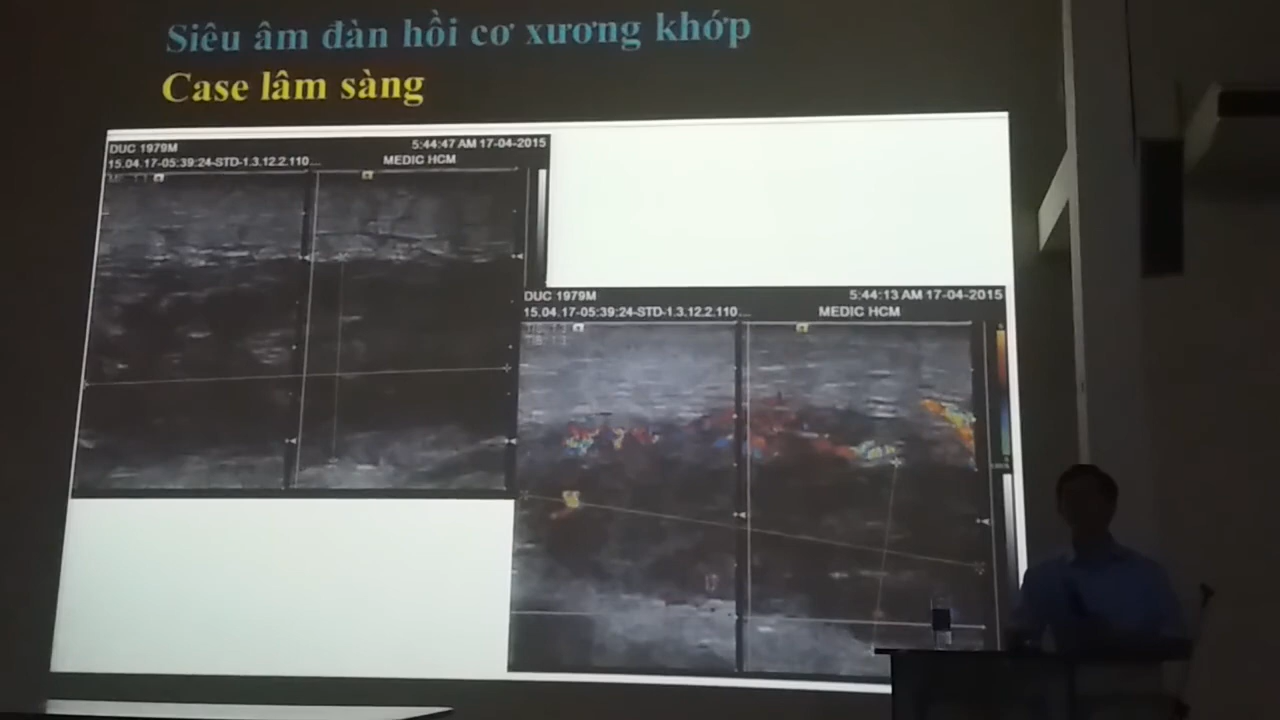 Siêu âm đàn hồi cơ xương khớp
Case lâm sàng
DUC 1979M 5:44:47 AM 17-04-2015
15.04.17-05:39:24-STD-1.3.12.2.110.... MEDIC HCM
DUC 1979M 5:44:13 AM 17-04-2015
15.04.17-05:39:24-STD-1.3.12.2.110.... MEDIC HCM